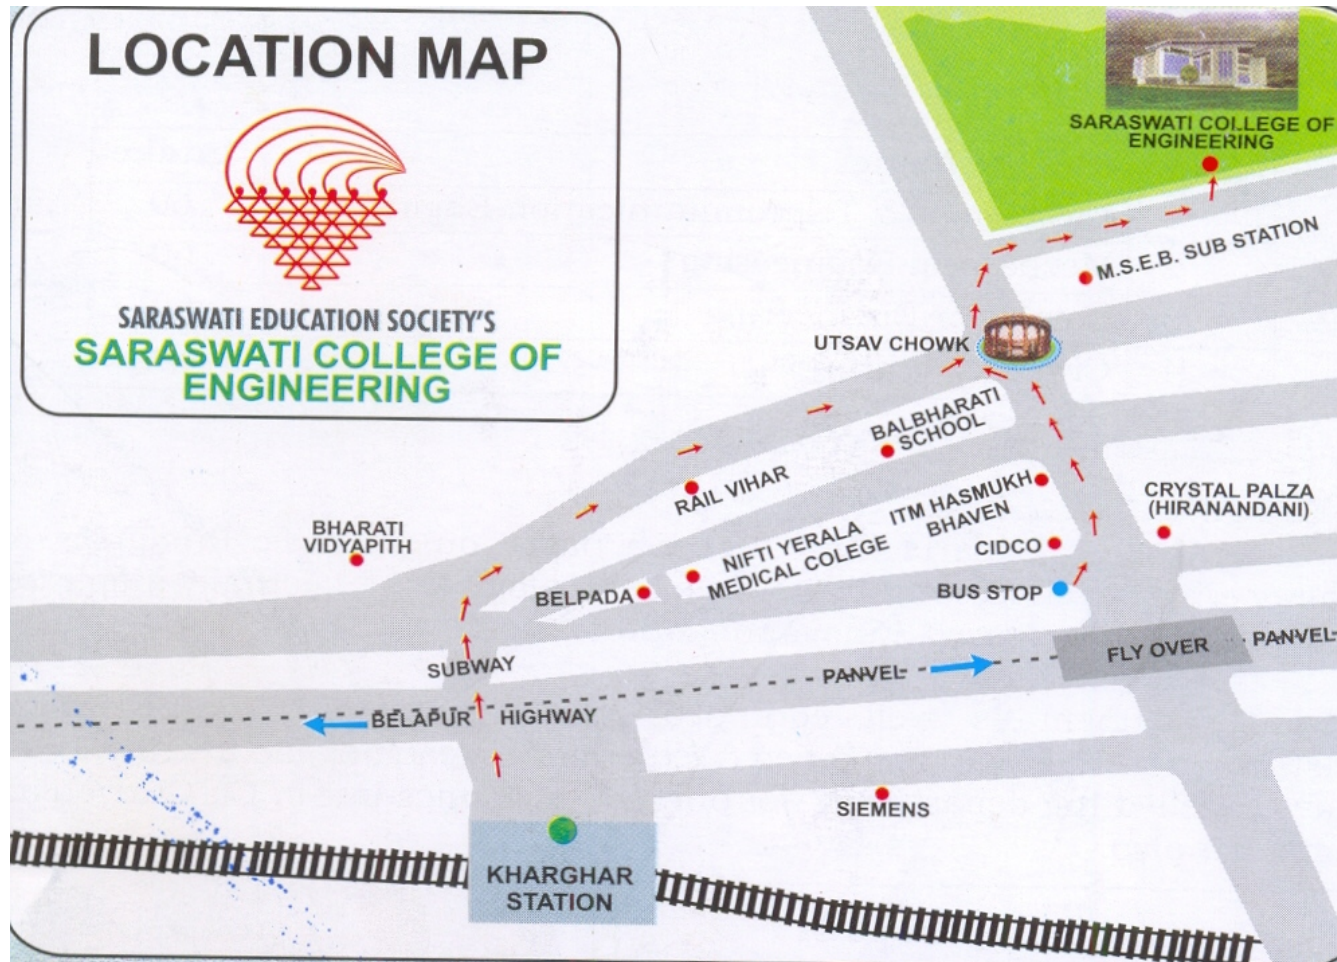 LOCATION MAP
SARASWATI EDUCATION SOCIETY'S
SARASWATI COLLEGE OF
ENGINEERING
SARASWATI COLLEGE OF
ENGINEERING
M.S.E.B. SUB STATION
UTSAV CHOWK
BALBHARATI
SCHOOL
RAIL VIHAR
ITM HASMUKH
BHAVEN
CRYSTAL PALZA
(HIRANANDANI)
BHARATI
VIDYAPITH
NIFTI YERALA
MEDICAL COLEGE
CIDCO
BELPADA
BUS STOP
SUBWAY
PANVEL
FLY OVER
PANVEL
BELAPUR HIGHWAY
SIEMENS
KHARGHAR
STATION